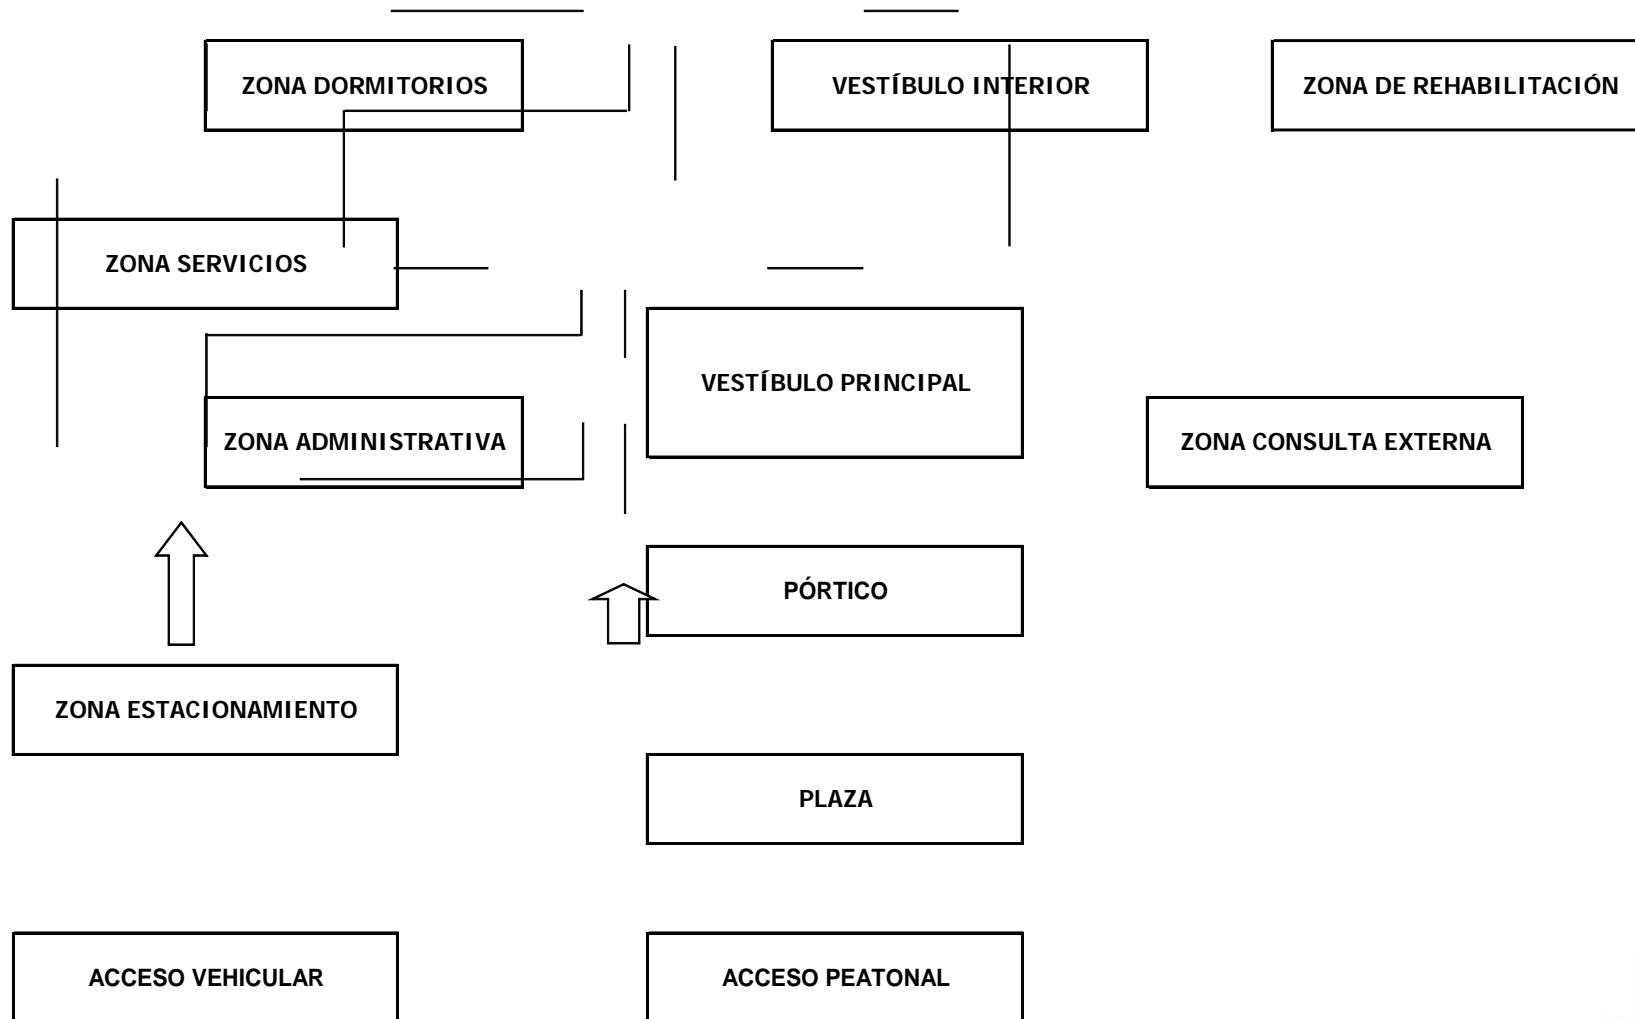 ZONA DORMITORIOS
VESTÍBULO INTERIOR
ZONA DE REHABILITACIÓN
ZONA SERVICIOS
VESTÍBULO PRINCIPAL
ZONA ADMINISTRATIVA
ZONA CONSULTA EXTERNA
PÓRTICO
ZONA ESTACIONAMIENTO
PLAZA
ACCESO VEHICULAR
ACCESO PEATONAL